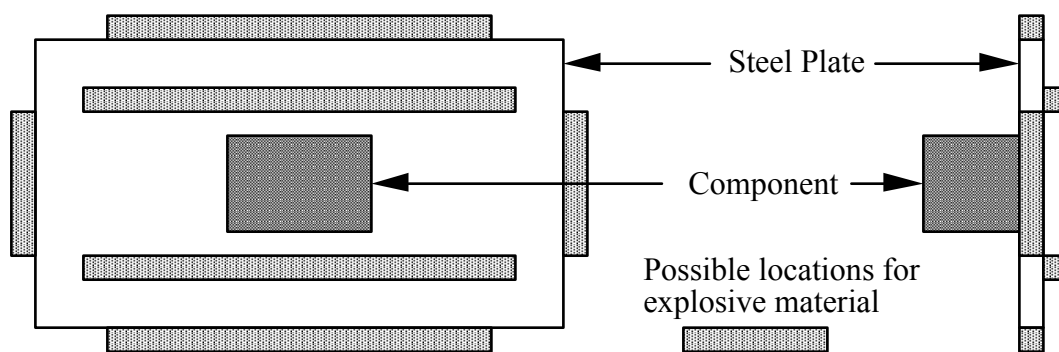 Steel Plate
Component
Possible locations for
explosive material